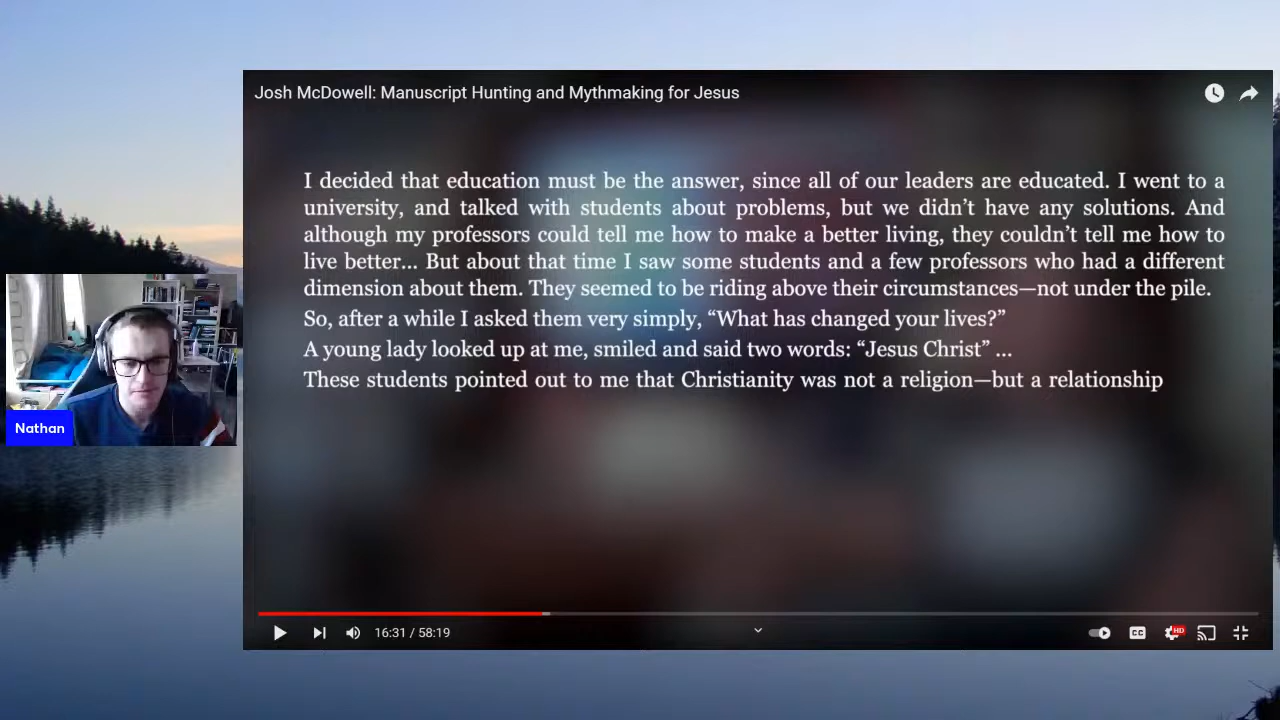 Josh McDowell: Manuscript Hunting and Mythmaking for Jesus
I decided that education must be the answer, since all of our leaders are educated. I went to a
university, and talked with students about problems, but we didn’t have any solutions. And
although my professors could tell me how to make a better living, they couldn’t tell me how to
live better... But about that time I saw some students and a few professors who had a different
dimension about them. They seemed to be riding above their circumstances—not under the pile.
So, after a while I asked them very simply, “What has changed your lives?”
A young lady looked up at me, smiled and said two words: “Jesus Christ” ...
These students pointed out to me that Christianity was not a religion—but a relationship
Nathan
16:31 / 58:19
CC
HD